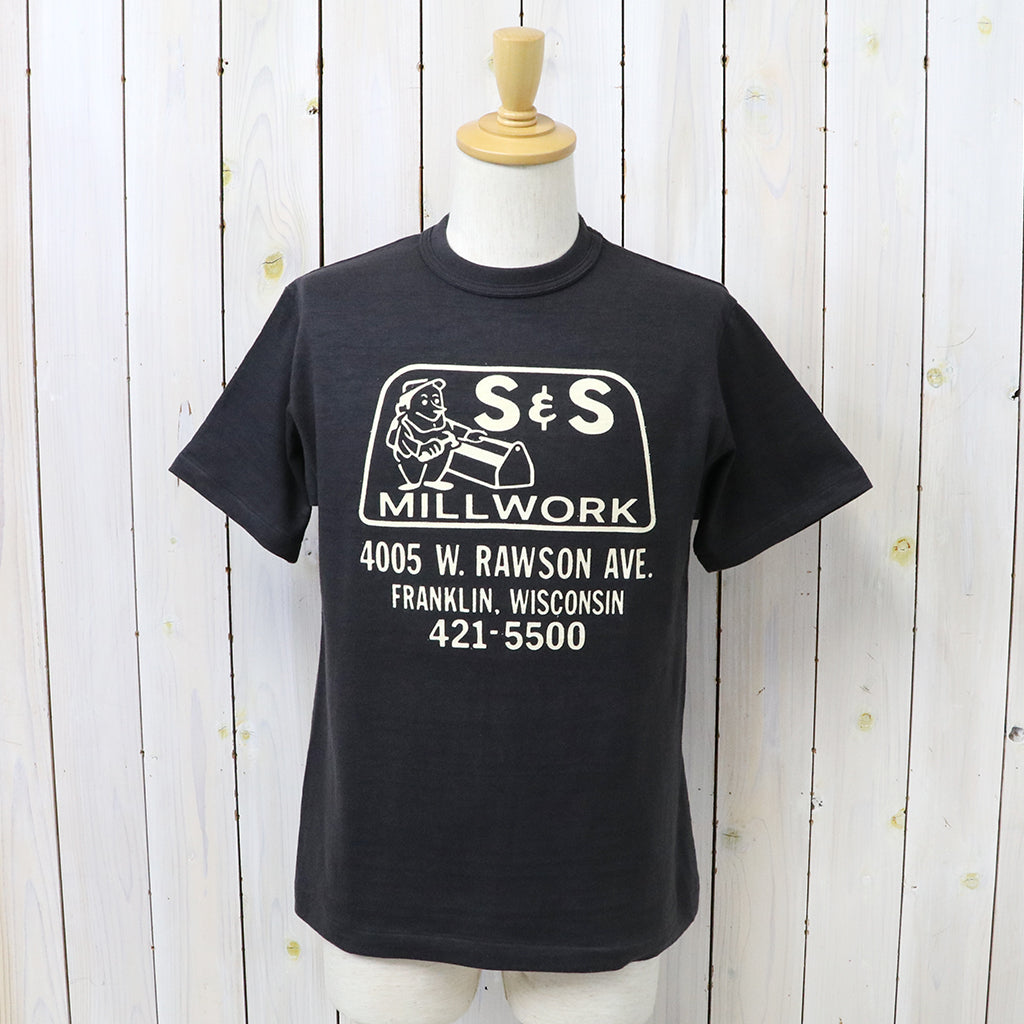 S & S
MILLWORK
4005 W. RAWSON AVE.
FRANKLIN, WISCONSIN
421-5500